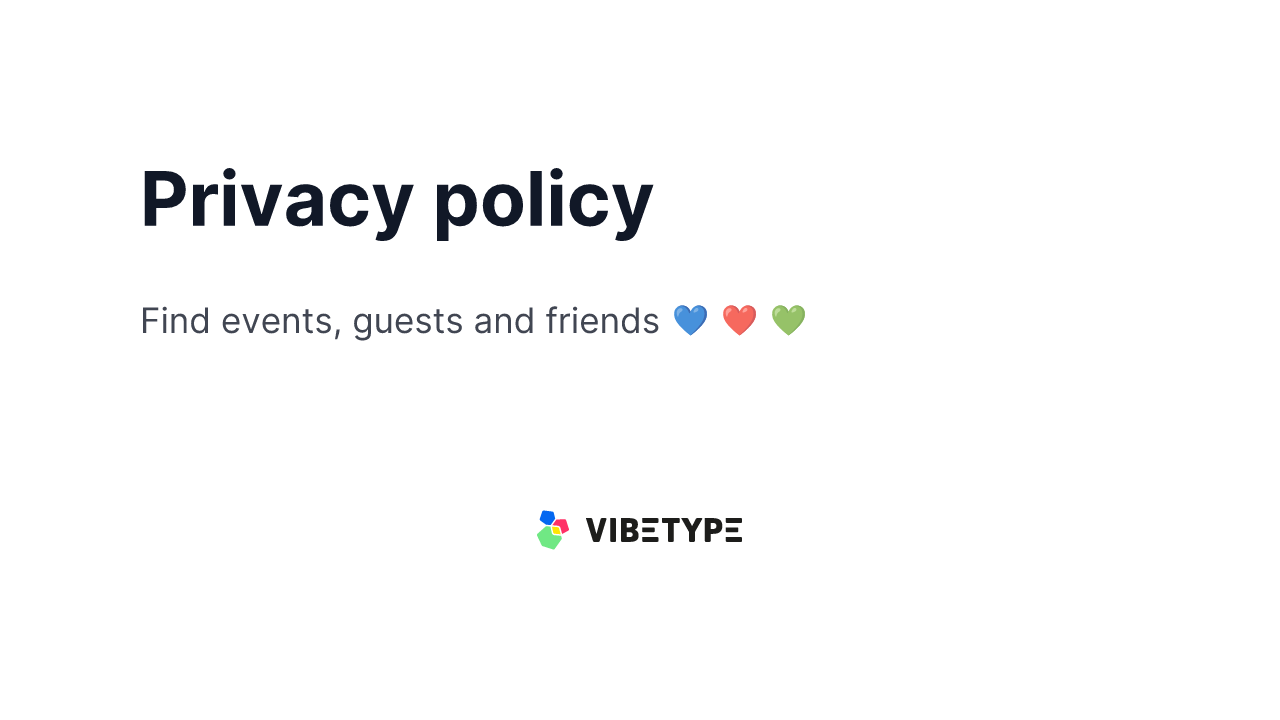 Privacy policy
Find events, guests and friends 💙 ❤️ 💚
VIBETYPE